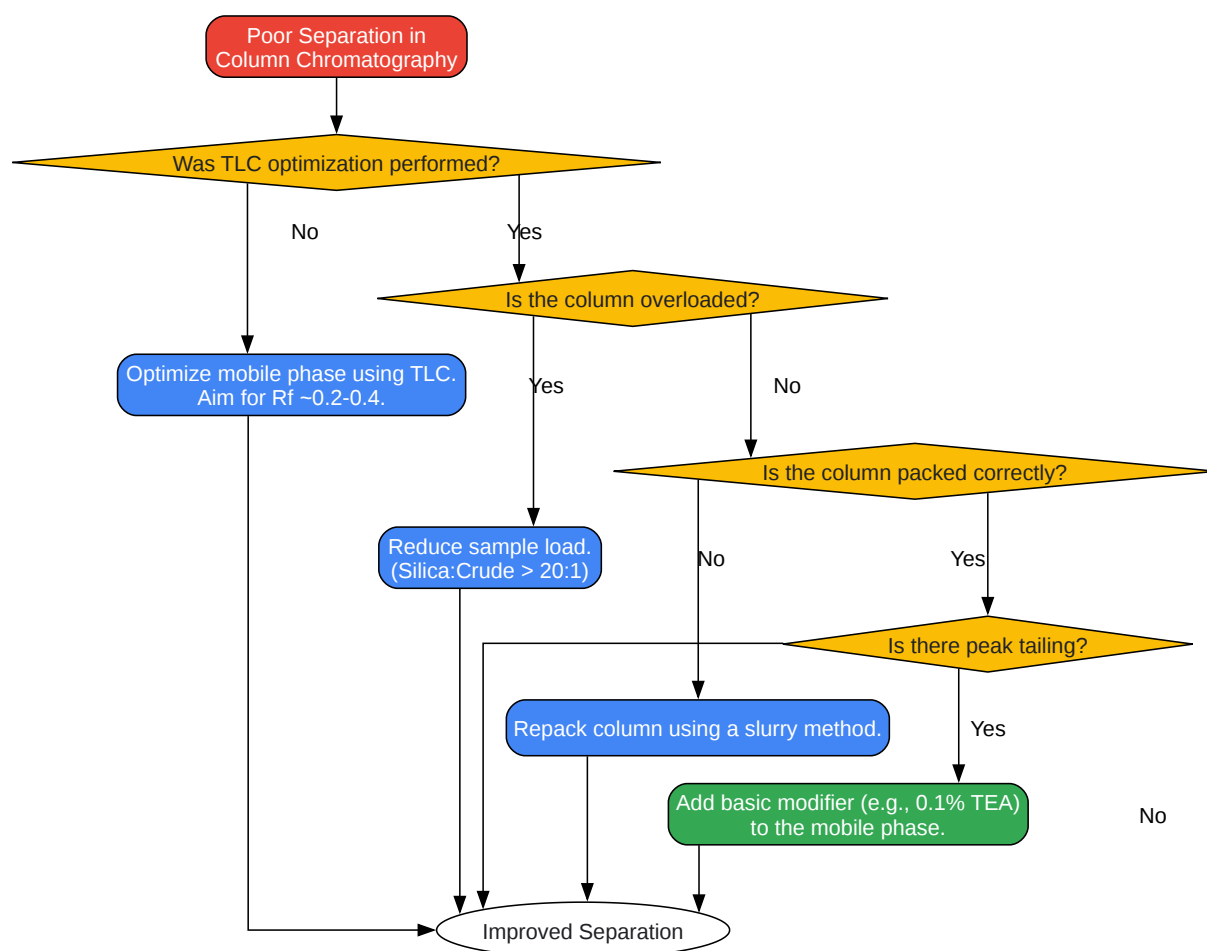 Poor Separation in
Column Chromatography
Was TLC optimization performed?
No
Yes
Is the column overloaded?
Optimize mobile phase using TLC.
Aim for Rf ~0.2-0.4.
Yes
No
Is the column packed correctly?
Reduce sample load.
(Silica:Crude > 20:1)
No
Yes
Is there peak tailing?
Repack column using a slurry method.
Yes
Add basic modifier (e.g., 0.1% TEA)
to the mobile phase.
No
Improved Separation